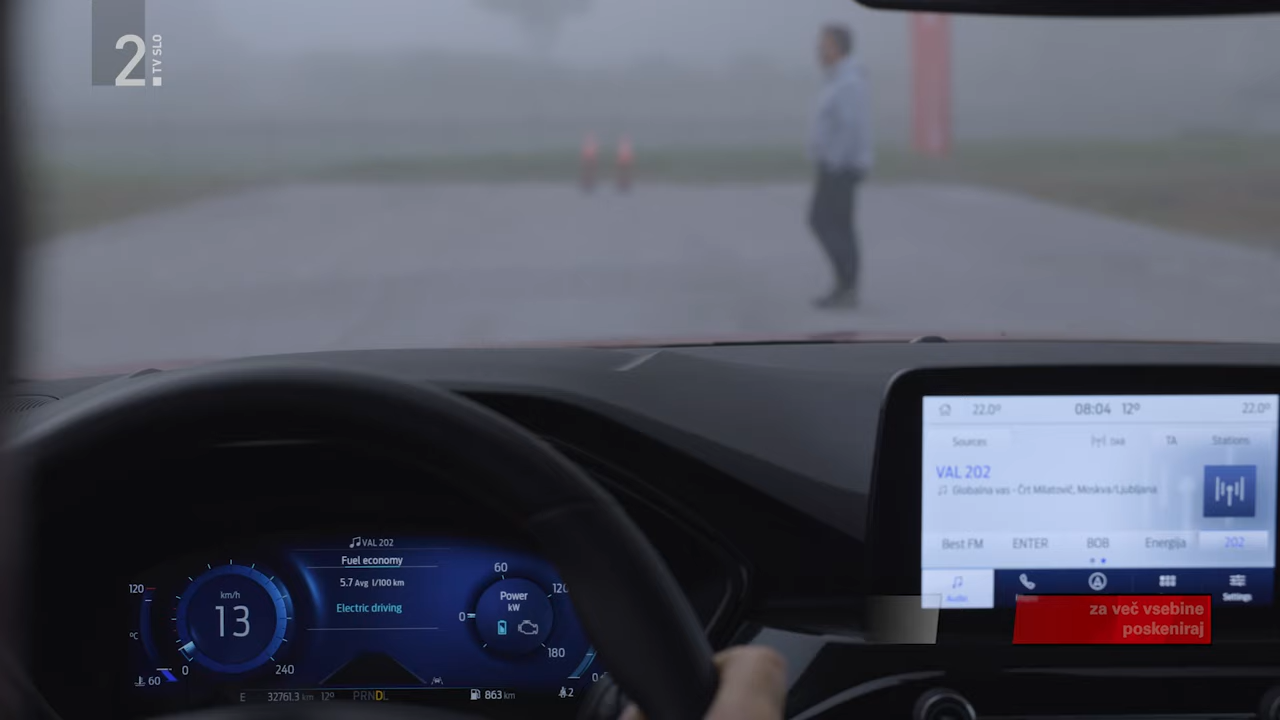 2.
TV SLO
22.0°
08:04 12°
22.0°
Sources
TA
Stations
VAL 202
Globalna vas - Črt Milatovič, Moskva/Ljubljana
Best FM
ENTER
BOB
Energija
202
Audio
Settings
za več vsebine
poskeniraj
VAL 202
Fuel economy
5.7 Avg l/100 km
Electric driving
120
°C
60
km/h
13
0
240
60
120
0
Power
kW
180
E 32761.3 km 12° PRNDL
863 km
2
0